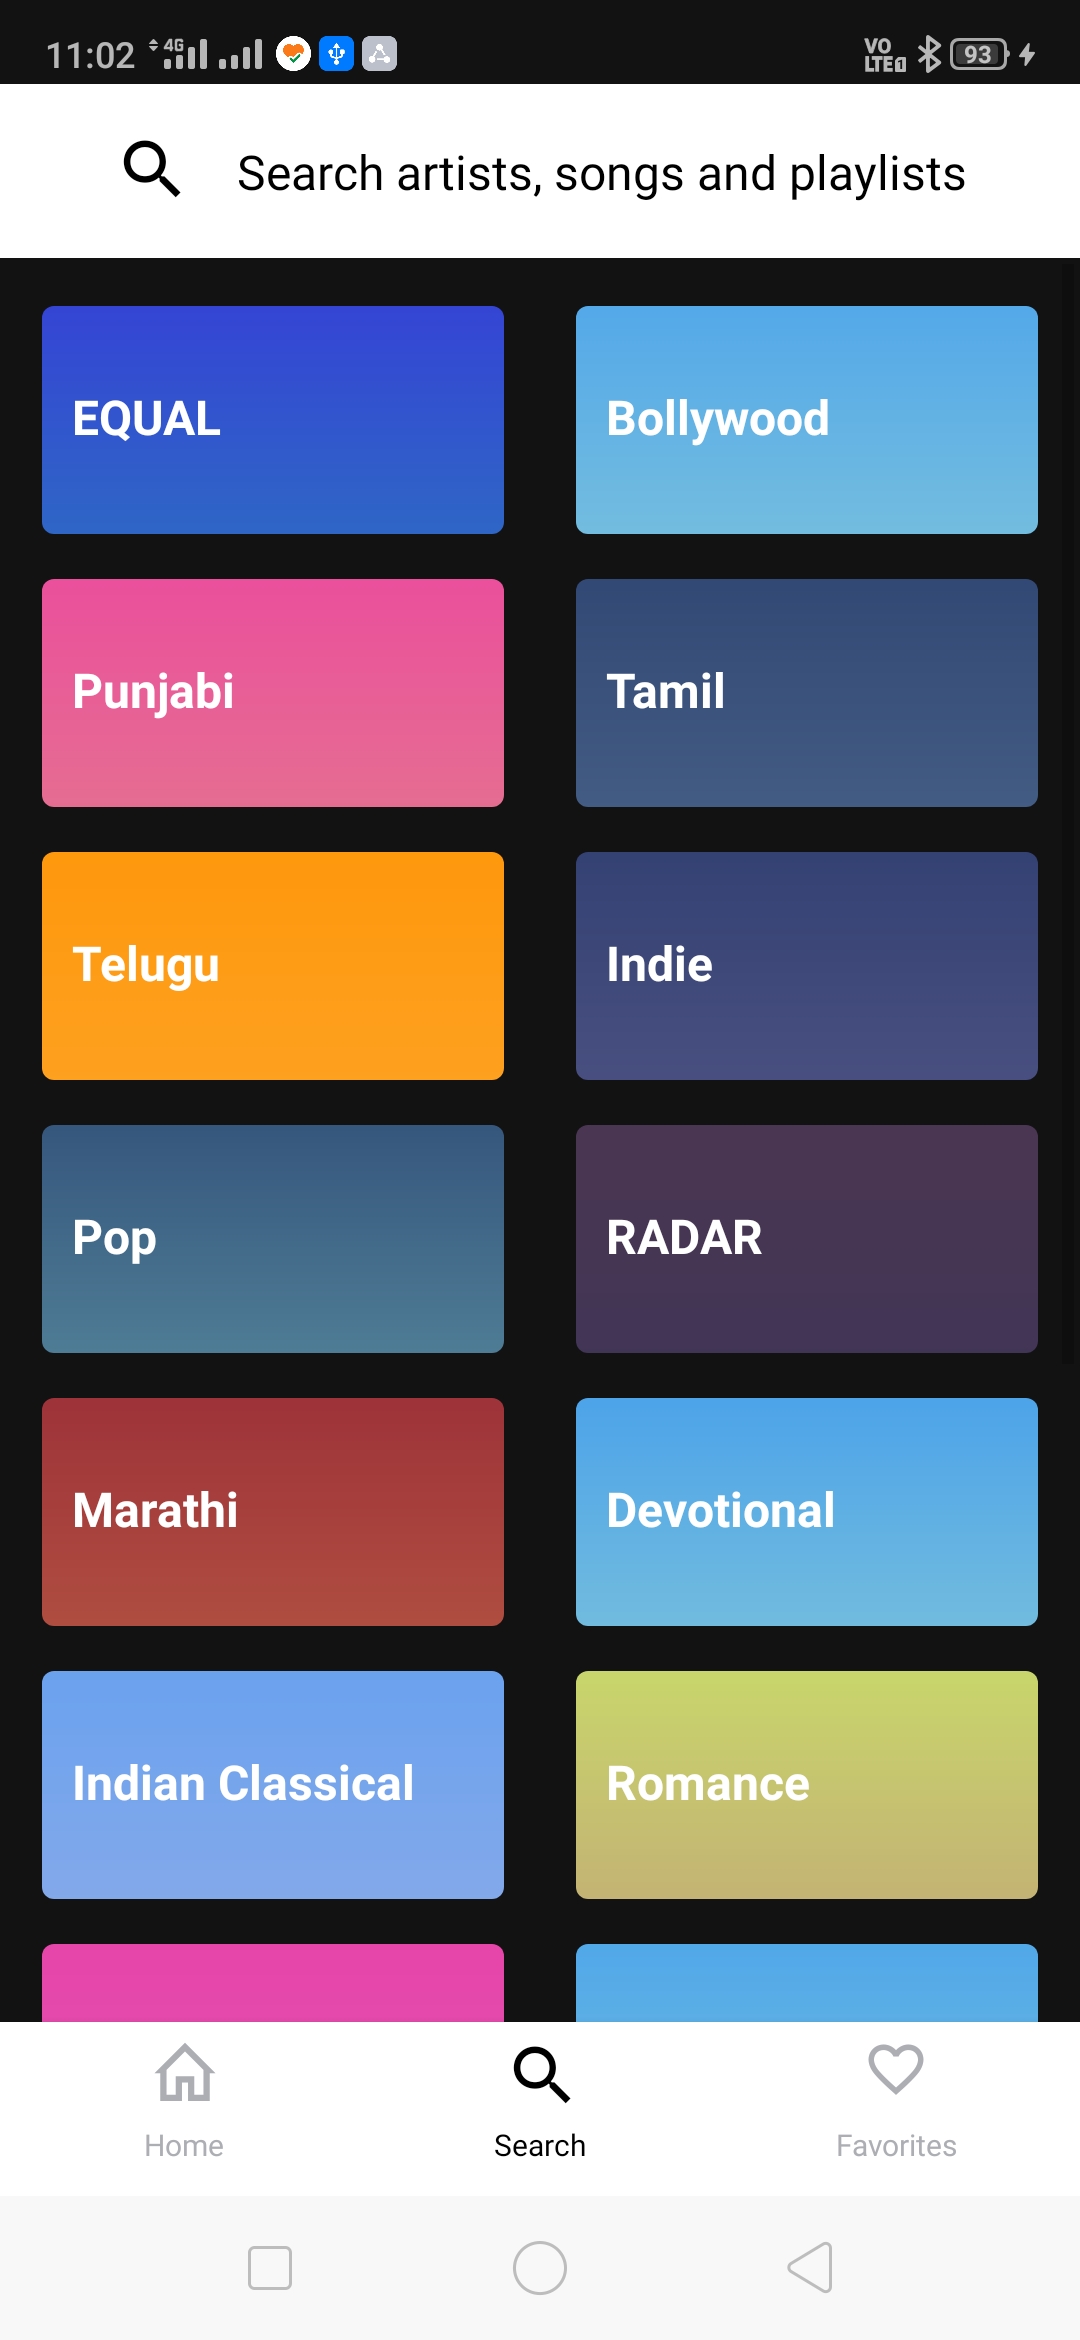 11:02 4G VO LTE1 93
Search artists, songs and playlists
EQUAL
Bollywood
Punjabi
Tamil
Telugu
Indie
Pop
RADAR
Marathi
Devotional
Indian Classical
Romance
Home
Search
Favorites